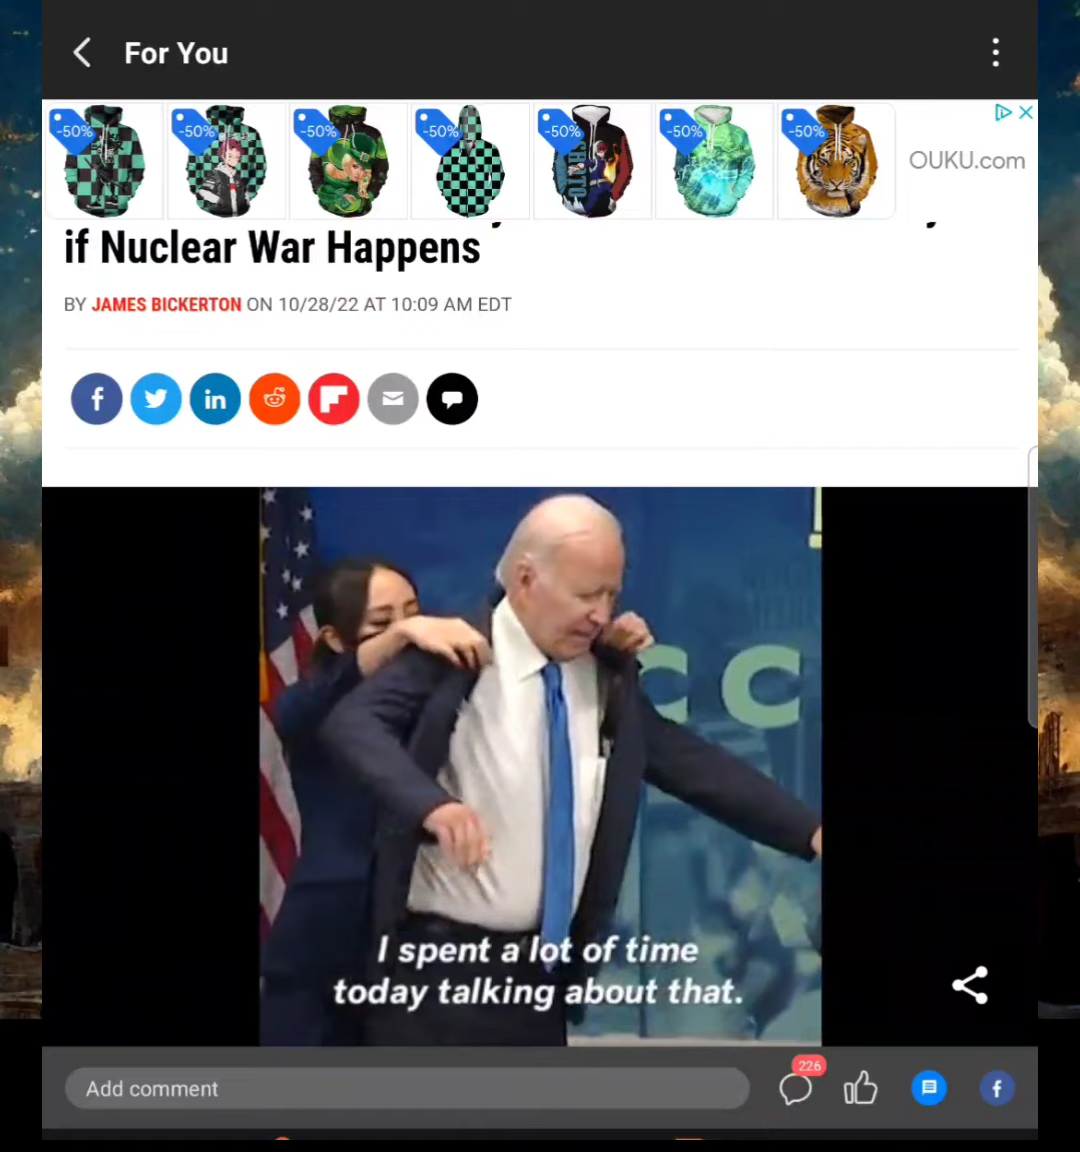 For You
-50%
-50%
-50%
-50%
-50%
-50%
-50%
OUKU.com
if Nuclear War Happens
BY JAMES BICKERTON ON 10/28/22 AT 10:09 AM EDT
f
in
CC
I spent a lot of time
today talking about that.
226
Add comment
f